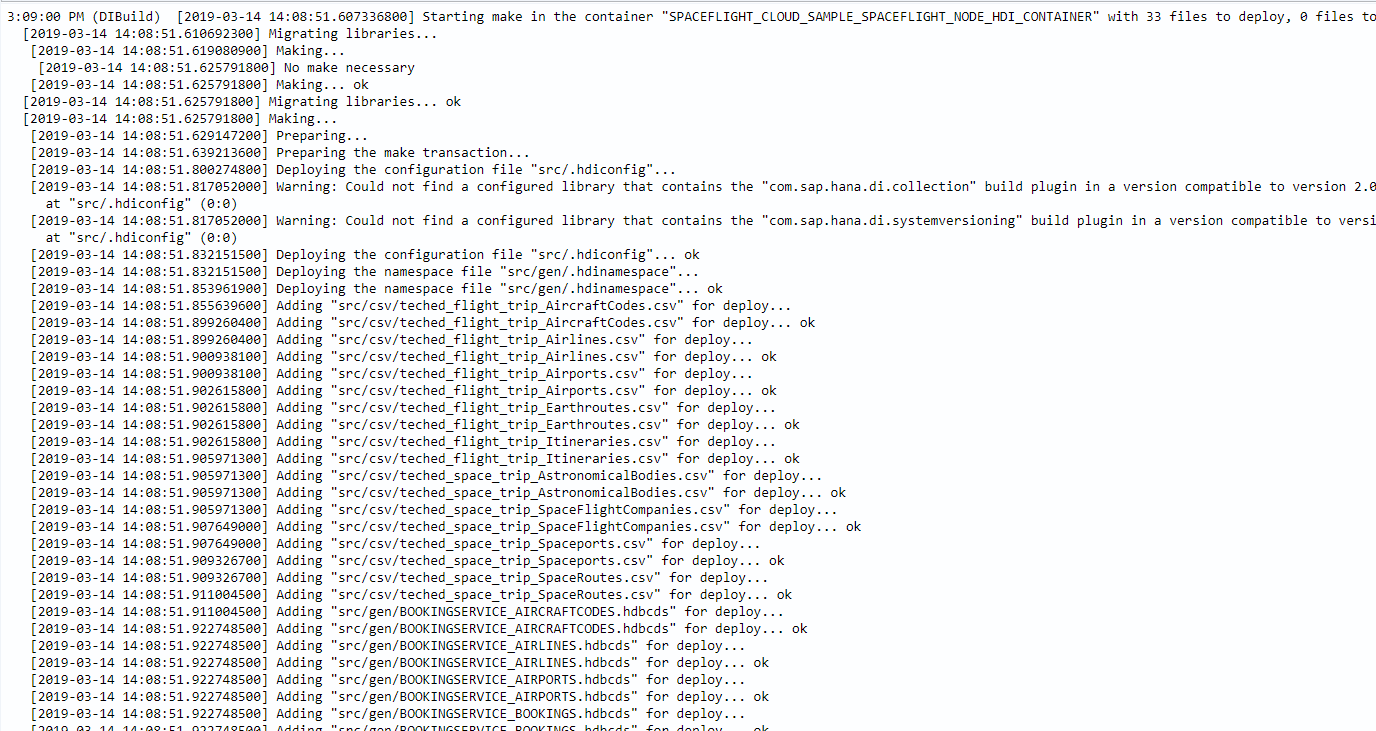 3:09:00 PM (DIBuild)  [2019-03-14 14:08:51.607336800] Starting make in the container "SPACEFLIGHT_CLOUD_SAMPLE_SPACEFLIGHT_NODE_HDI_CONTAINER" with 33 files to deploy, 0 files to
[2019-03-14 14:08:51.610692300] Migrating libraries...
[2019-03-14 14:08:51.619080900] Making...
[2019-03-14 14:08:51.625791800] No make necessary
[2019-03-14 14:08:51.625791800] Making... ok
[2019-03-14 14:08:51.625791800] Migrating libraries... ok
[2019-03-14 14:08:51.625791800] Making...
[2019-03-14 14:08:51.629147200] Preparing...
[2019-03-14 14:08:51.639213600] Preparing the make transaction...
[2019-03-14 14:08:51.800274800] Deploying the configuration file "src/.hdiconfig"...
[2019-03-14 14:08:51.817052000] Warning: Could not find a configured library that contains the "com.sap.hana.di.collection" build plugin in a version compatible to version 2.0
at "src/.hdiconfig" (0:0)
[2019-03-14 14:08:51.817052000] Warning: Could not find a configured library that contains the "com.sap.hana.di.systemversioning" build plugin in a version compatible to versi
at "src/.hdiconfig" (0:0)
[2019-03-14 14:08:51.832151500] Deploying the configuration file "src/.hdiconfig"... ok
[2019-03-14 14:08:51.832151500] Deploying the namespace file "src/gen/.hdinamespace"...
[2019-03-14 14:08:51.853961900] Deploying the namespace file "src/gen/.hdinamespace"... ok
[2019-03-14 14:08:51.855639600] Adding "src/csv/teched_flight_trip_AircraftCodes.csv" for deploy...
[2019-03-14 14:08:51.899260400] Adding "src/csv/teched_flight_trip_AircraftCodes.csv" for deploy... ok
[2019-03-14 14:08:51.899260400] Adding "src/csv/teched_flight_trip_Airlines.csv" for deploy...
[2019-03-14 14:08:51.900938100] Adding "src/csv/teched_flight_trip_Airlines.csv" for deploy... ok
[2019-03-14 14:08:51.900938100] Adding "src/csv/teched_flight_trip_Airports.csv" for deploy...
[2019-03-14 14:08:51.902615800] Adding "src/csv/teched_flight_trip_Airports.csv" for deploy... ok
[2019-03-14 14:08:51.902615800] Adding "src/csv/teched_flight_trip_Earthroutes.csv" for deploy...
[2019-03-14 14:08:51.902615800] Adding "src/csv/teched_flight_trip_Earthroutes.csv" for deploy... ok
[2019-03-14 14:08:51.902615800] Adding "src/csv/teched_flight_trip_Itineraries.csv" for deploy...
[2019-03-14 14:08:51.905971300] Adding "src/csv/teched_flight_trip_Itineraries.csv" for deploy... ok
[2019-03-14 14:08:51.905971300] Adding "src/csv/teched_space_trip_AstronomicalBodies.csv" for deploy...
[2019-03-14 14:08:51.905971300] Adding "src/csv/teched_space_trip_AstronomicalBodies.csv" for deploy... ok
[2019-03-14 14:08:51.905971300] Adding "src/csv/teched_space_trip_SpaceFlightCompanies.csv" for deploy...
[2019-03-14 14:08:51.907649000] Adding "src/csv/teched_space_trip_SpaceFlightCompanies.csv" for deploy... ok
[2019-03-14 14:08:51.907649000] Adding "src/csv/teched_space_trip_Spaceports.csv" for deploy...
[2019-03-14 14:08:51.909326700] Adding "src/csv/teched_space_trip_Spaceports.csv" for deploy... ok
[2019-03-14 14:08:51.909326700] Adding "src/csv/teched_space_trip_SpaceRoutes.csv" for deploy...
[2019-03-14 14:08:51.911004500] Adding "src/csv/teched_space_trip_SpaceRoutes.csv" for deploy... ok
[2019-03-14 14:08:51.911004500] Adding "src/gen/BOOKINGSERVICE_AIRCRAFTCODES.hdbcds" for deploy...
[2019-03-14 14:08:51.922748500] Adding "src/gen/BOOKINGSERVICE_AIRCRAFTCODES.hdbcds" for deploy... ok
[2019-03-14 14:08:51.922748500] Adding "src/gen/BOOKINGSERVICE_AIRLINES.hdbcds" for deploy...
[2019-03-14 14:08:51.922748500] Adding "src/gen/BOOKINGSERVICE_AIRLINES.hdbcds" for deploy... ok
[2019-03-14 14:08:51.922748500] Adding "src/gen/BOOKINGSERVICE_AIRPORTS.hdbcds" for deploy...
[2019-03-14 14:08:51.922748500] Adding "src/gen/BOOKINGSERVICE_AIRPORTS.hdbcds" for deploy... ok
[2019-03-14 14:08:51.922748500] Adding "src/gen/BOOKINGSERVICE_BOOKINGS.hdbcds" for deploy...
[2019-03-14 14:08:51.922748500] Adding "src/gen/BOOKINGSERVICE_BOOKINGS.hdbcds" for deploy... ok